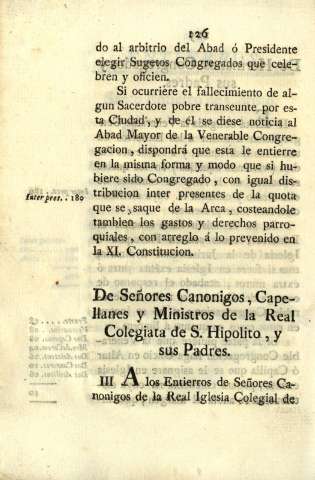 126
do al arbitrio del Abad ó Presidente
elegir Sugetos Congregados que cele-
bren y oficien.
Si ocurriere el fallecimiento de al-
gun Sacerdote pobre transeunte por es-
ta Ciudad, y de él se diese noticia al
Abad Mayor de la Venerable Congre-
gacion, dispondrá que esta le entierre
en la misma forma y modo que si hu-
biere sido Congregado, con igual dis-
tribucion inter presentes de la quota
Inter pres. . 180
que se saque de la Arca, costeandole
tambien los gastos y derechos parro-
quiales, con arreglo á lo prevenido en
la XI. Constitucion.
De Señores Canonigos, Cape-
llanes y Ministros de la Real
Colegiata de S. Hipolito, y
sus Padres.
III A los Entierros de Señores Ca-
nonigos de la Real Iglesia Colegial de